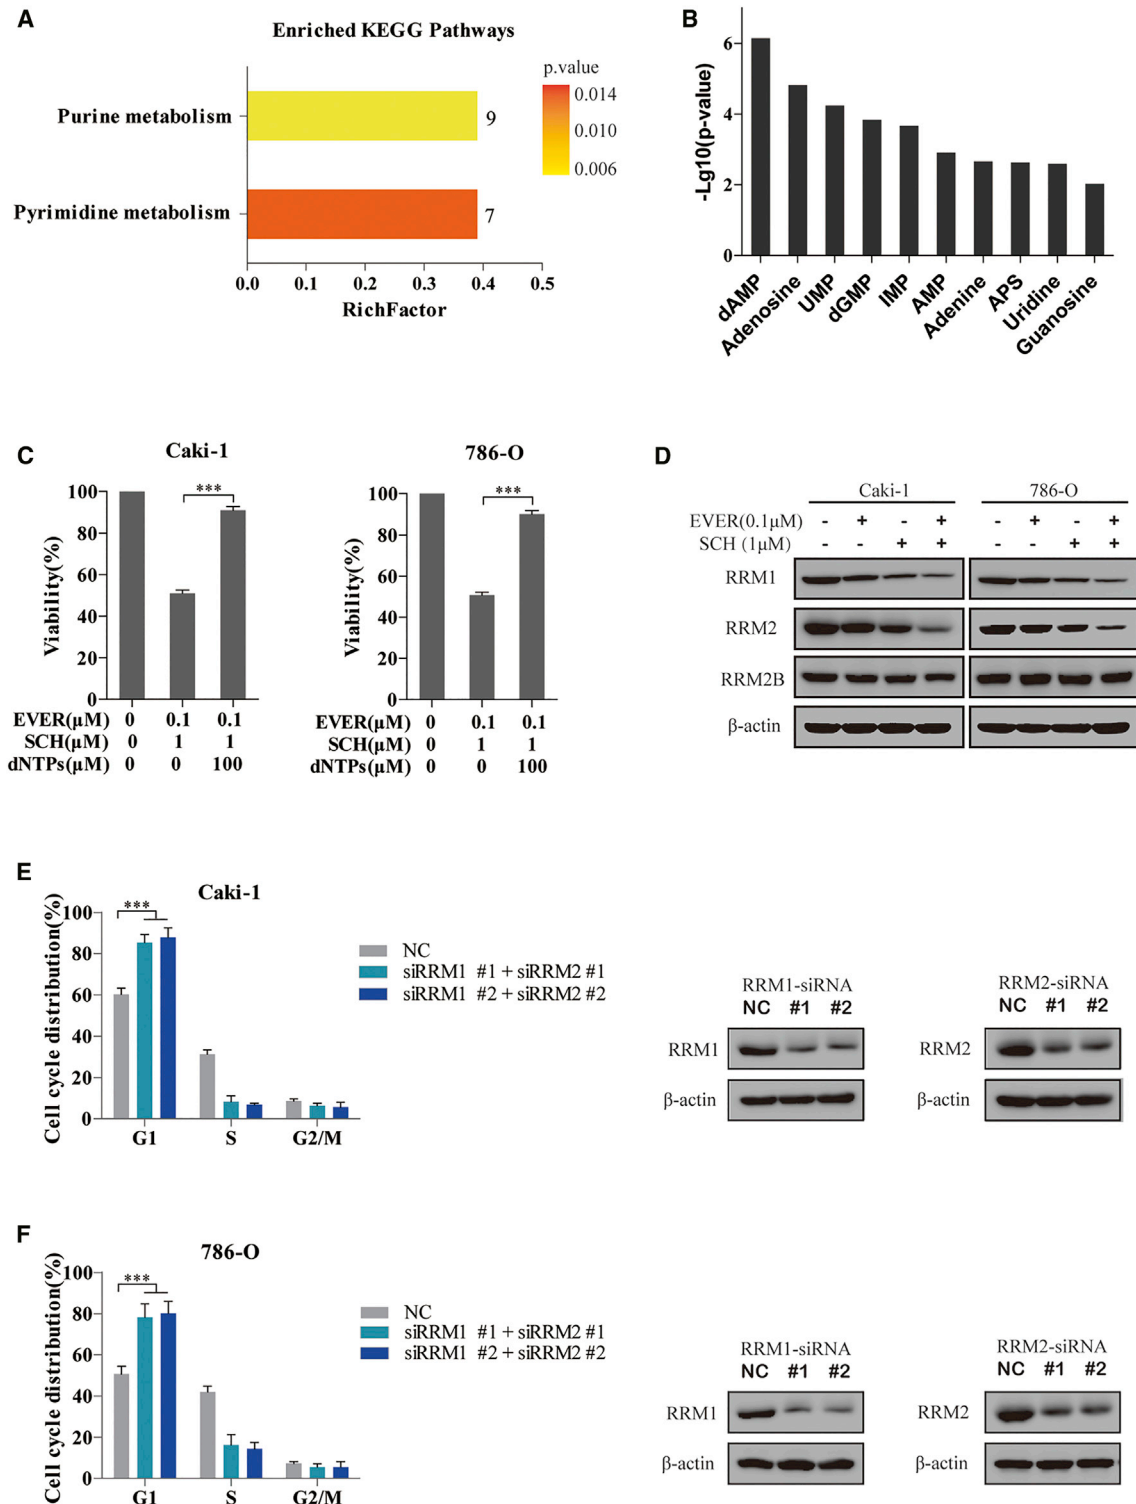 A
Enriched KEGG Pathways
p.value
0.014
0.010
0.006
Purine metabolism
9
Pyrimidine metabolism
7
0.0 0.1 0.2 0.3 0.4 0.5
RichFactor
B
-Lg10(p-value)
6
4
2
0
dAMP
Adenosine
UMP
dGMP
IMP
AMP
Adenine
APS
Uridine
Guanosine
C
Caki-1
***
Viability(%)
100
80
60
40
20
0
EVER(μM) 0 0.1 0.1
SCH(μM) 0 1 1
dNTPs(μM) 0 0 100
786-O
***
Viability(%)
100
80
60
40
20
0
EVER(μM) 0 0.1 0.1
SCH(μM) 0 1 1
dNTPs(μM) 0 0 100
D
Caki-1 786-O
EVER(0.1μM) - + - + - + - +
SCH (1μM) - - + + - - + +
RRM1
RRM2
RRM2B
β-actin
E
Caki-1
***
Cell cycle distribution(%)
100
80
60
40
20
0
G1 S G2/M
NC
siRRM1 #1 + siRRM2 #1
siRRM1 #2 + siRRM2 #2
RRM1-siRNA
NC #1 #2
RRM1
β-actin
RRM2-siRNA
NC #1 #2
RRM2
β-actin
F
786-O
***
Cell cycle distribution(%)
100
80
60
40
20
0
G1 S G2/M
NC
siRRM1 #1 + siRRM2 #1
siRRM1 #2 + siRRM2 #2
RRM1-siRNA
NC #1 #2
RRM1
β-actin
RRM2-siRNA
NC #1 #2
RRM2
β-actin